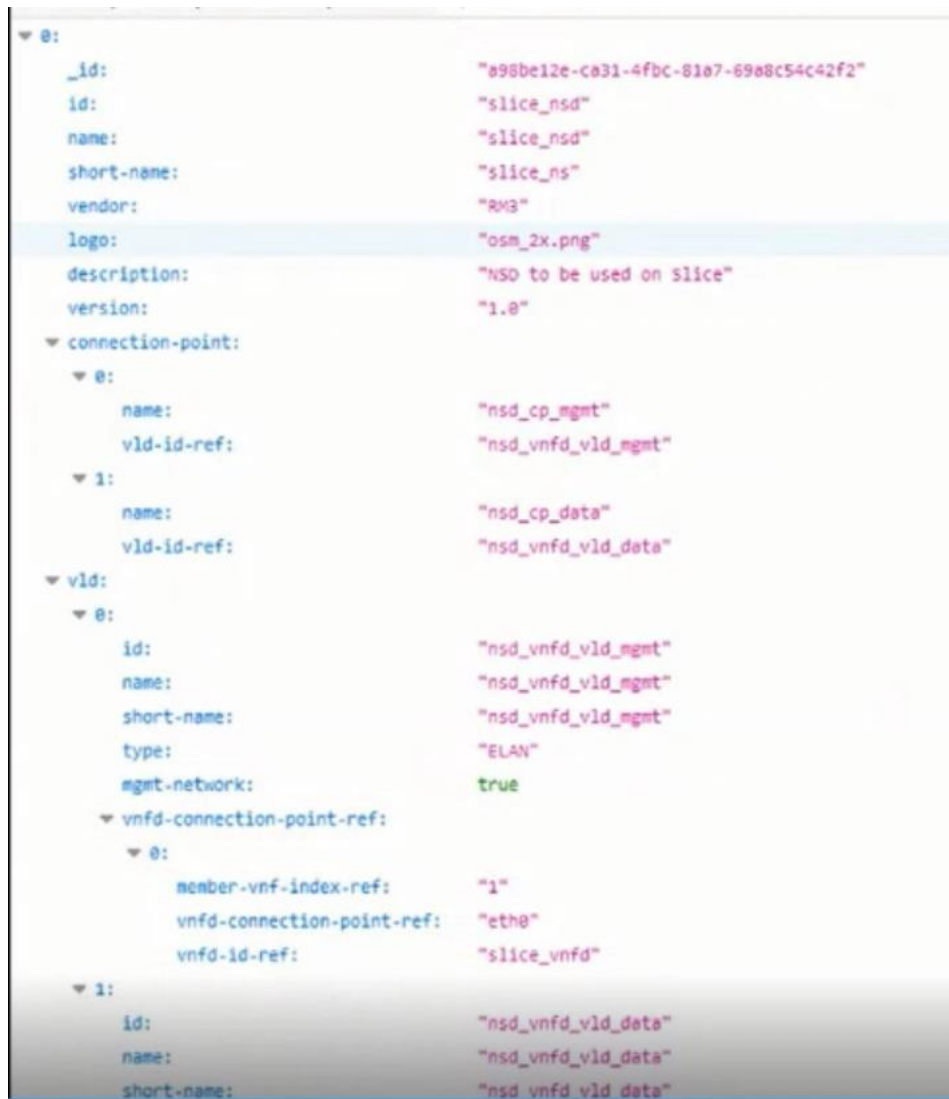 0:
_id: "a98be12e-ca31-4fbc-81a7-69a8c54c42f2"
id: "slice_nsd"
name: "slice_nsd"
short-name: "slice_ns"
vendor: "RM3"
logo: "osm_2x.png"
description: "NSD to be used on Slice"
version: "1.0"
connection-point:
0:
name: "nsd_cp_mgmt"
vld-id-ref: "nsd_vnfd_vld_mgmt"
1:
name: "nsd_cp_data"
vld-id-ref: "nsd_vnfd_vld_data"
vld:
0:
id: "nsd_vnfd_vld_mgmt"
name: "nsd_vnfd_vld_mgmt"
short-name: "nsd_vnfd_vld_mgmt"
type: "ELAN"
mgmt-network: true
vnfd-connection-point-ref:
0:
member-vnf-index-ref: "1"
vnfd-connection-point-ref: "eth0"
vnfd-id-ref: "slice_vnfd"
1:
id: "nsd_vnfd_vld_data"
name: "nsd_vnfd_vld_data"
short-name: "nsd_vnfd_vld_data"